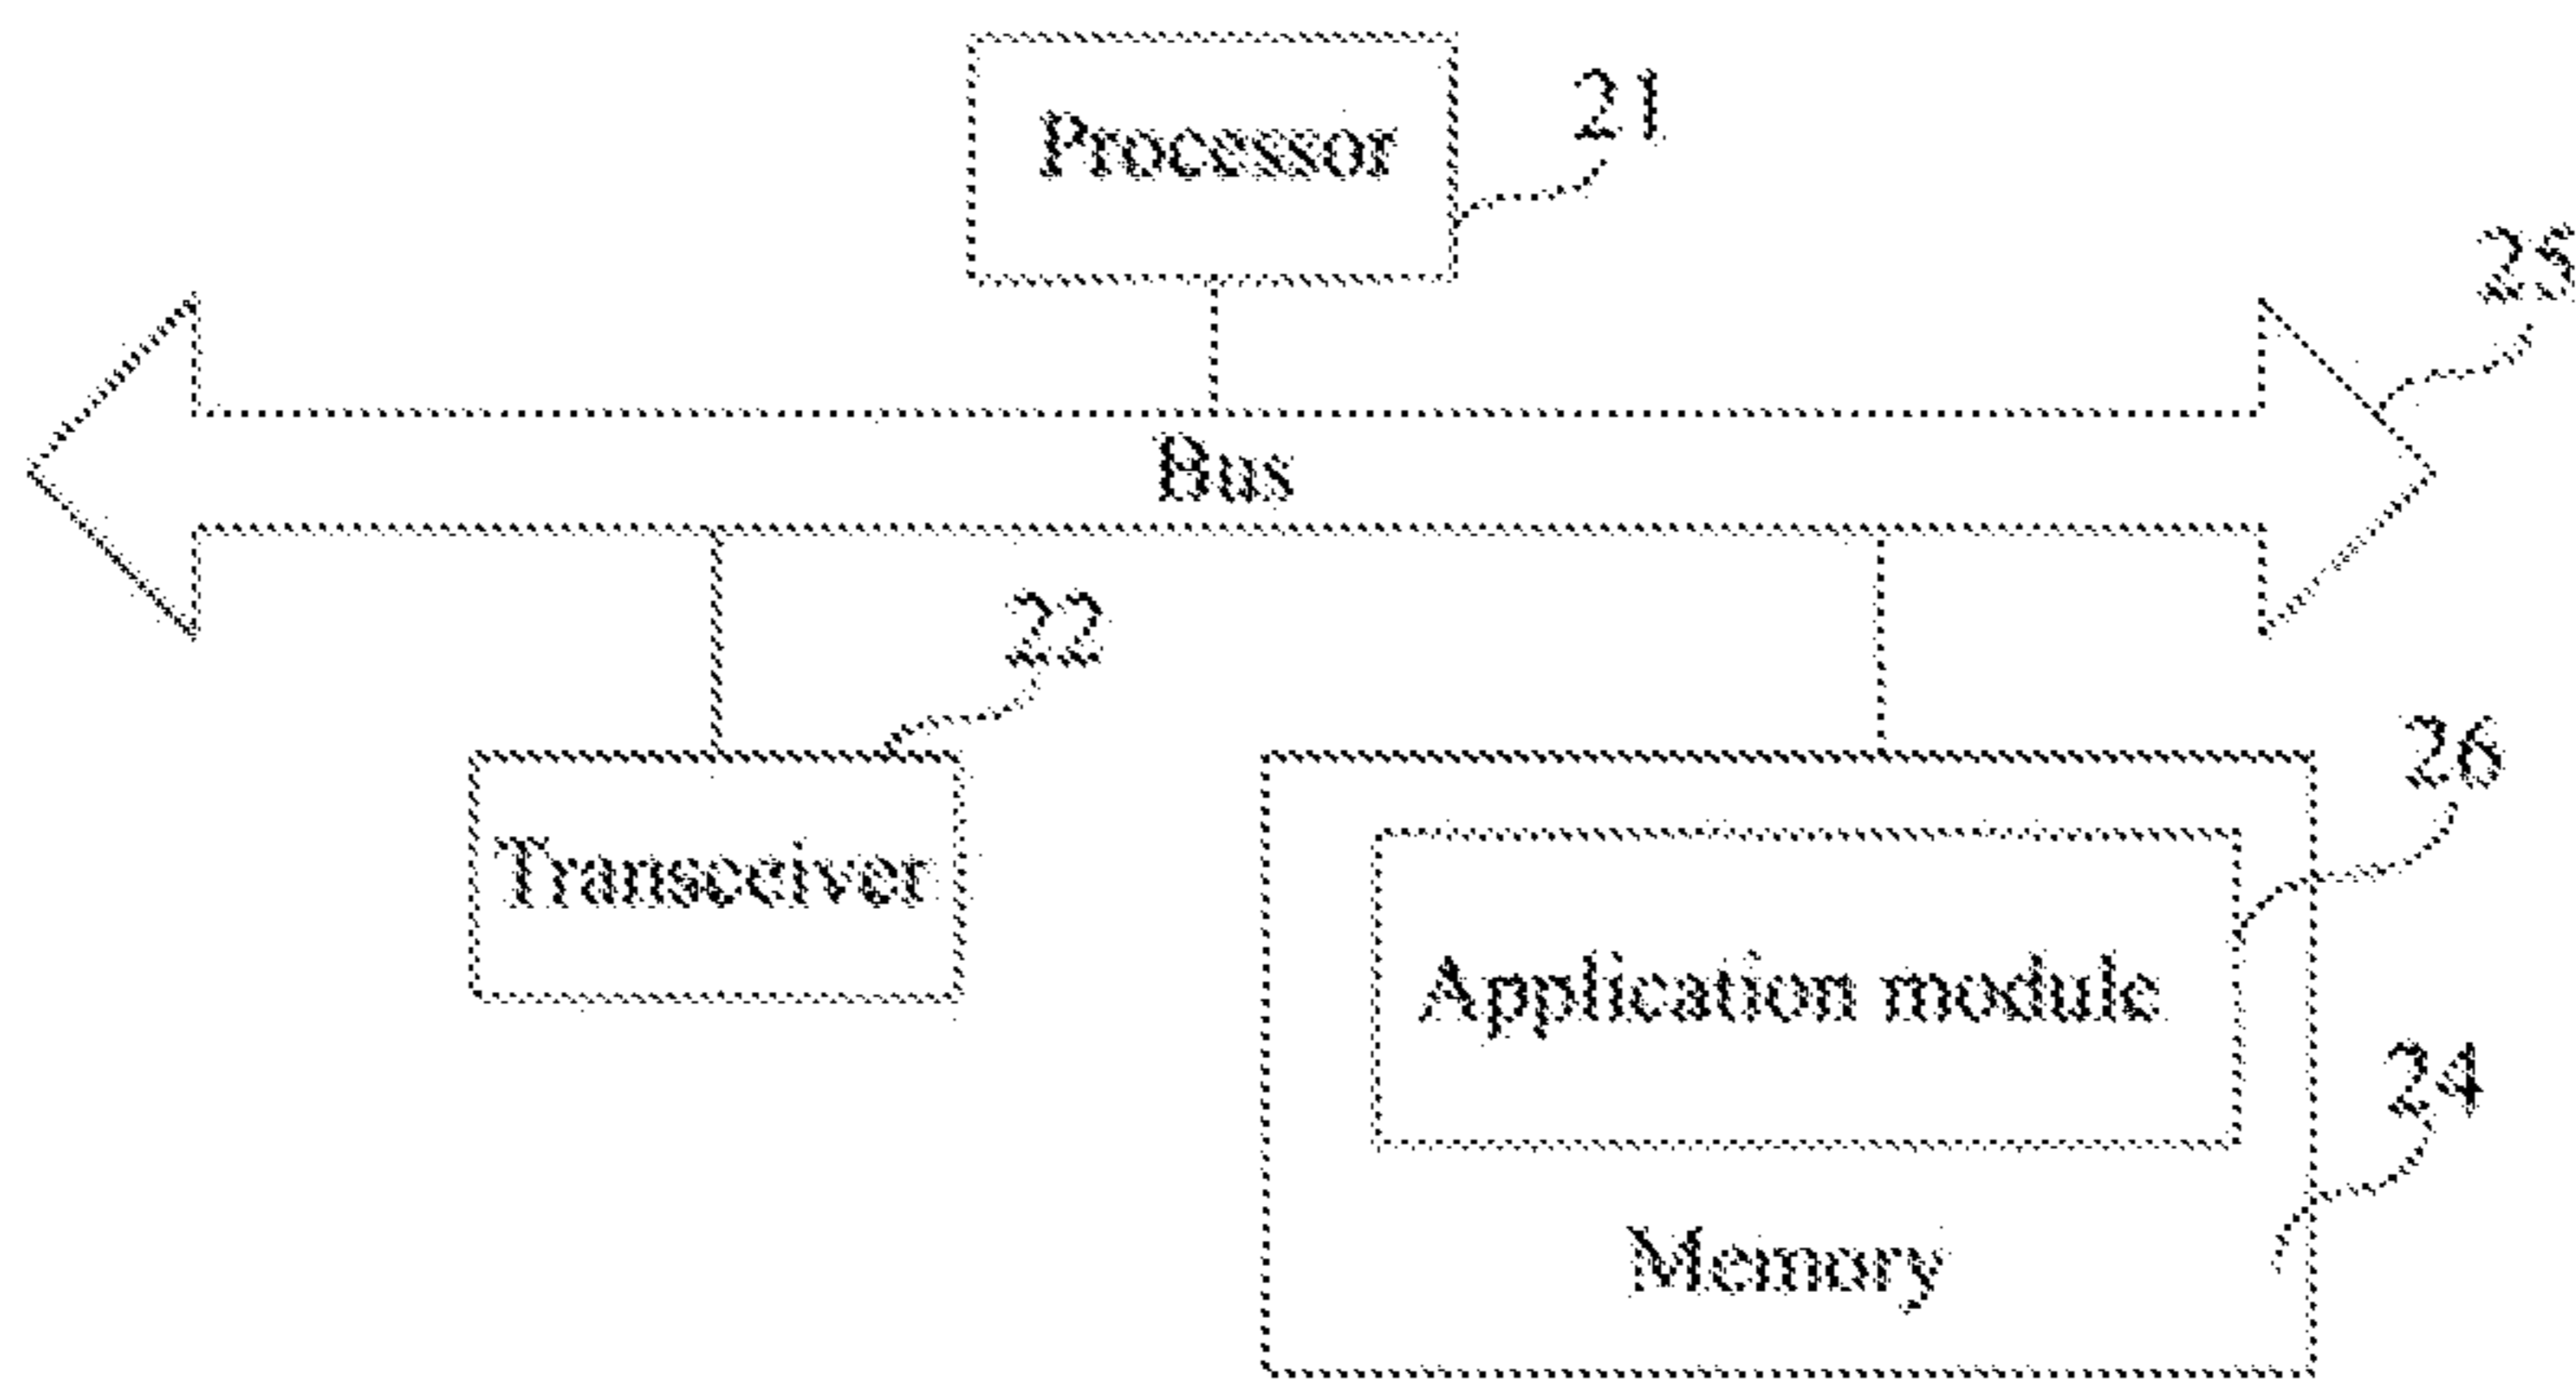 Processor
21
25
Bus
22
Transceiver
26
Application module
24
Memory